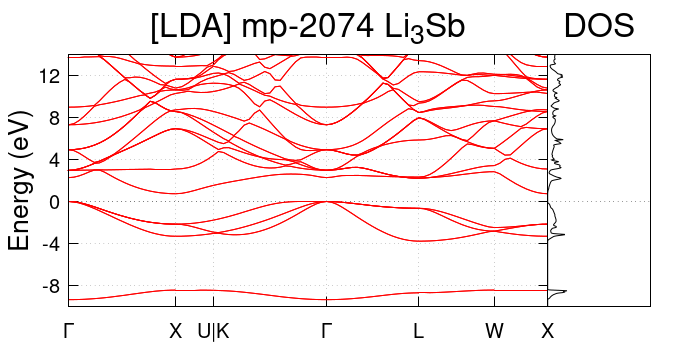 [LDA] mp-2074 Li₃Sb DOS
Energy (eV)
12
8
4
0
-4
-8
Γ X U|K Γ L W X